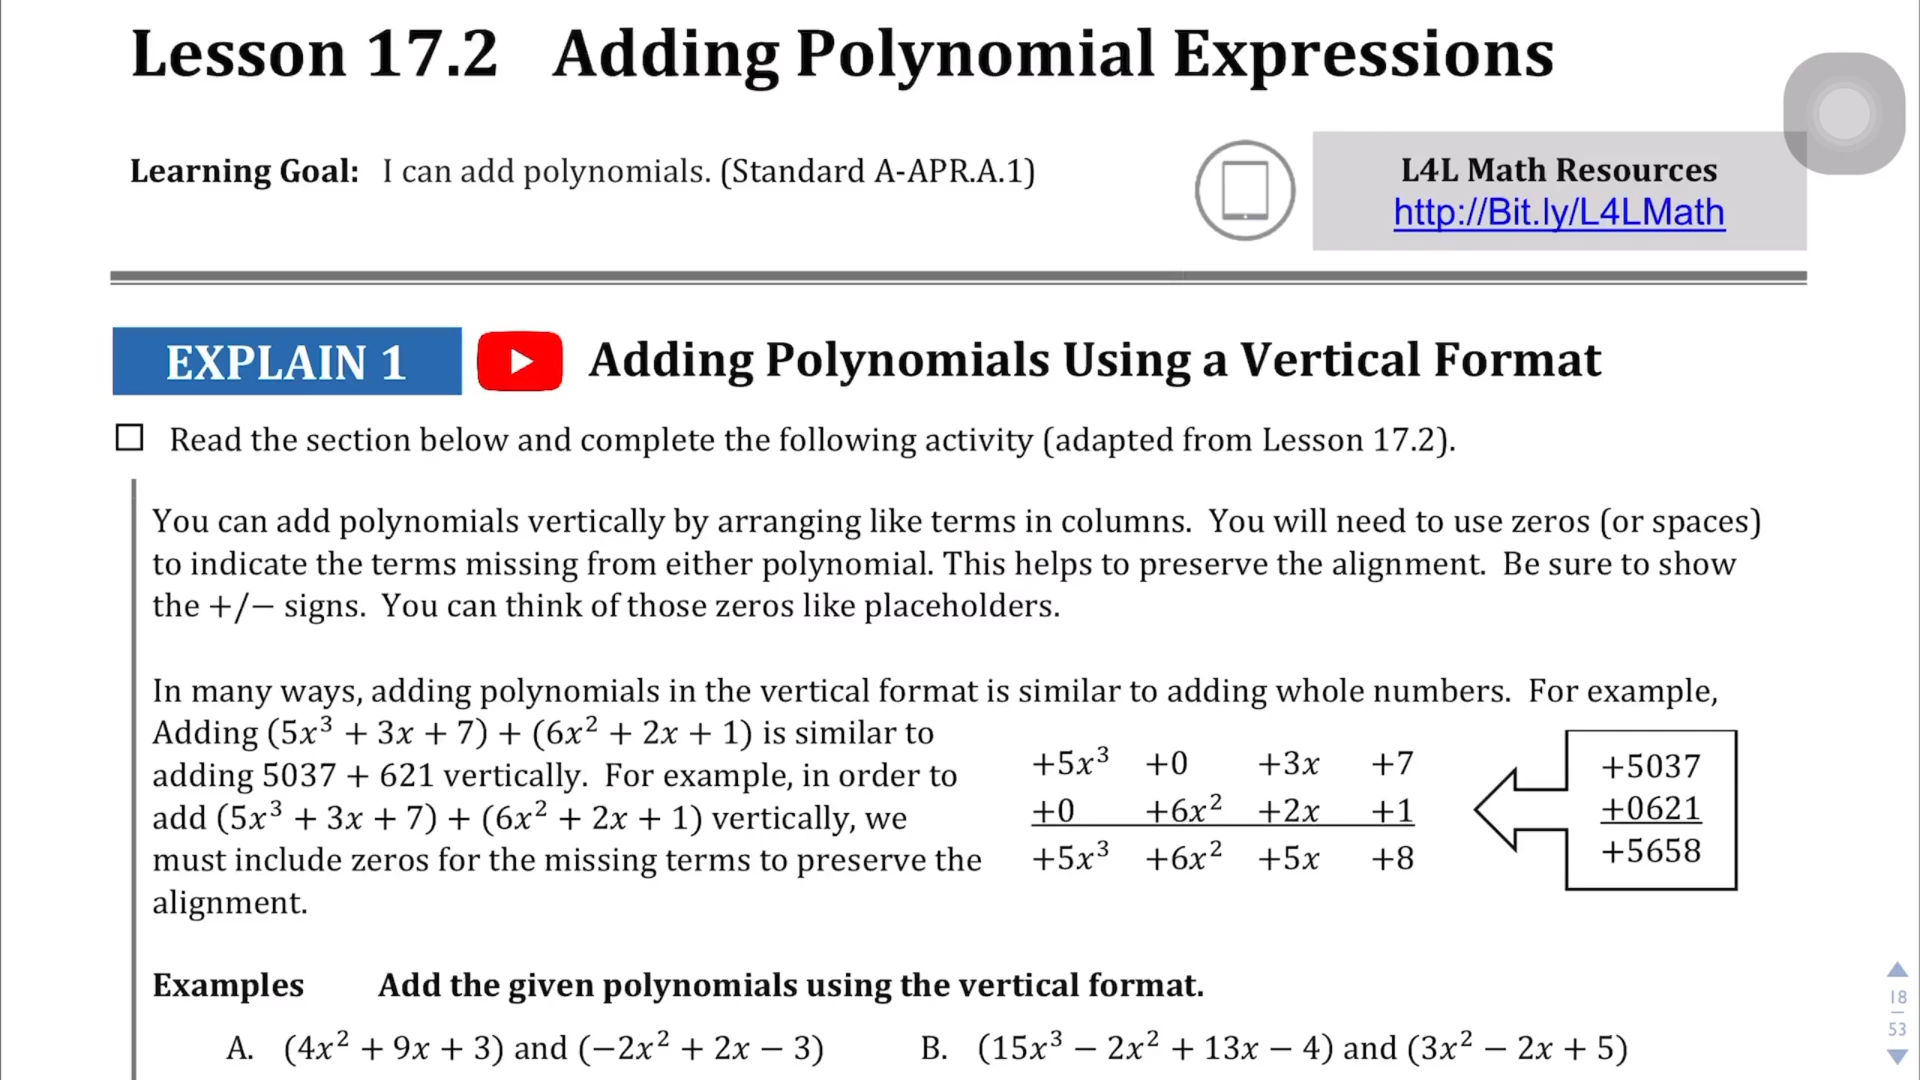 Lesson 17.2 Adding Polynomial Expressions
Learning Goal: I can add polynomials. (Standard A-APR.A.1)
L4L Math Resources
http://Bit.ly/L4LMath
EXPLAIN 1 Adding Polynomials Using a Vertical Format
☐ Read the section below and complete the following activity (adapted from Lesson 17.2).
You can add polynomials vertically by arranging like terms in columns. You will need to use zeros (or spaces)
to indicate the terms missing from either polynomial. This helps to preserve the alignment. Be sure to show
the +/− signs. You can think of those zeros like placeholders.
In many ways, adding polynomials in the vertical format is similar to adding whole numbers. For example,
Adding (5x³ + 3x + 7) + (6x² + 2x + 1) is similar to
adding 5037 + 621 vertically. For example, in order to
add (5x³ + 3x + 7) + (6x² + 2x + 1) vertically, we
must include zeros for the missing terms to preserve the
alignment.
+5x³ +0 +3x +7
+0 +6x² +2x +1
+5x³ +6x² +5x +8
+5037
+0621
+5658
Examples Add the given polynomials using the vertical format.
A. (4x² + 9x + 3) and (−2x² + 2x − 3)
B. (15x³ − 2x² + 13x − 4) and (3x² − 2x + 5)
18
53